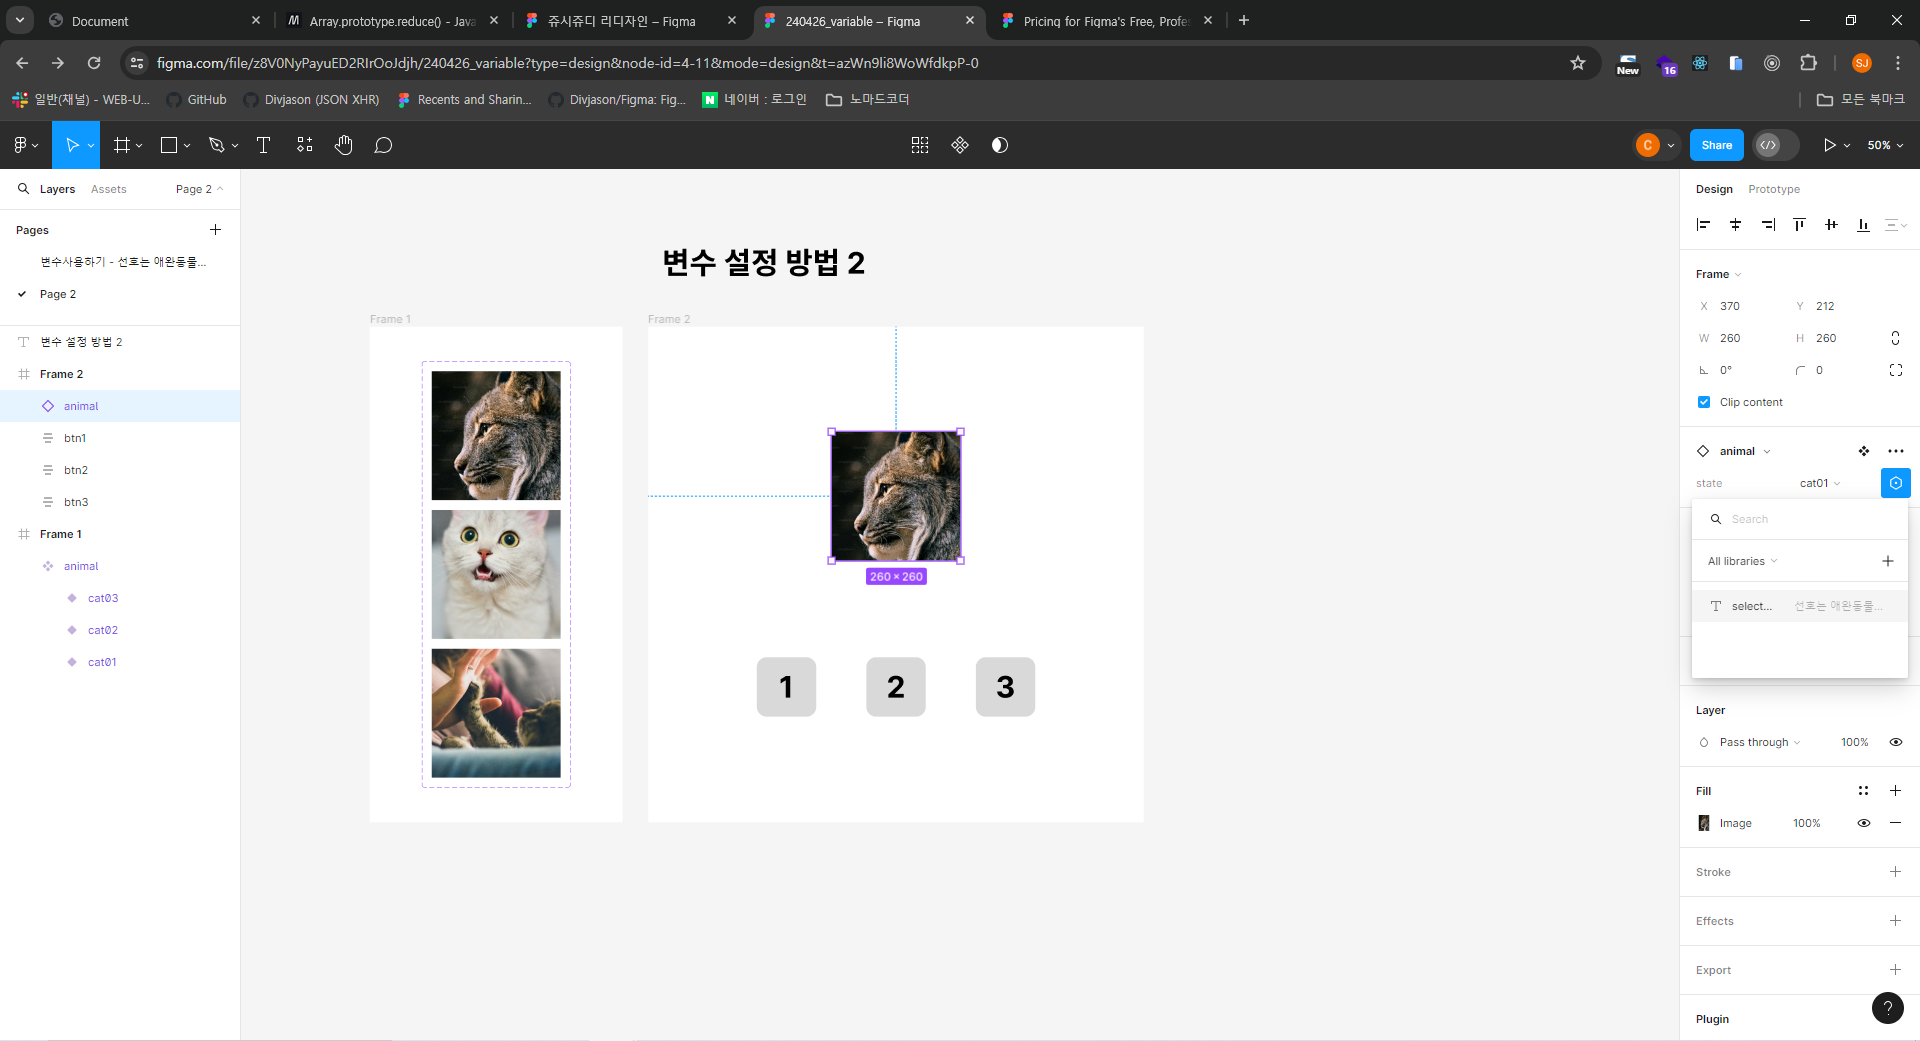 Document
Array.prototype.reduce() - Java
쥬시쥬디 리디자인 – Figma
240426_variable – Figma
Pricing for Figma's Free, Profes
figma.com/file/z8V0NyPayuED2RIrOoJdjh/240426_variable?type=design&node-id=4-11&mode=design&t=azWn9li8WoWfdkpP-0
New
16
SJ
일반(채널) - WEB-U...
GitHub
Divjason (JSON XHR)
Recents and Sharin...
Divjason/Figma: Fig...
N
네이버 : 로그인
노마드코더
모든 북마크
C
Share
50%
Layers
Assets
Page 2
Pages
변수사용하기 - 선호는 애완동물...
Page 2
변수 설정 방법 2
Frame 2
animal
btn1
btn2
btn3
Frame 1
animal
cat03
cat02
cat01
변수 설정 방법 2
Frame 1
Frame 2
260 × 260
1
2
3
Design
Prototype
Frame
X 370
Y 212
W 260
H 260
0°
0
Clip content
animal
state
cat01
Search
All libraries
select...
선호는 애완동물...
Layer
Pass through
100%
Fill
Image
100%
Stroke
Effects
Export
Plugin
?